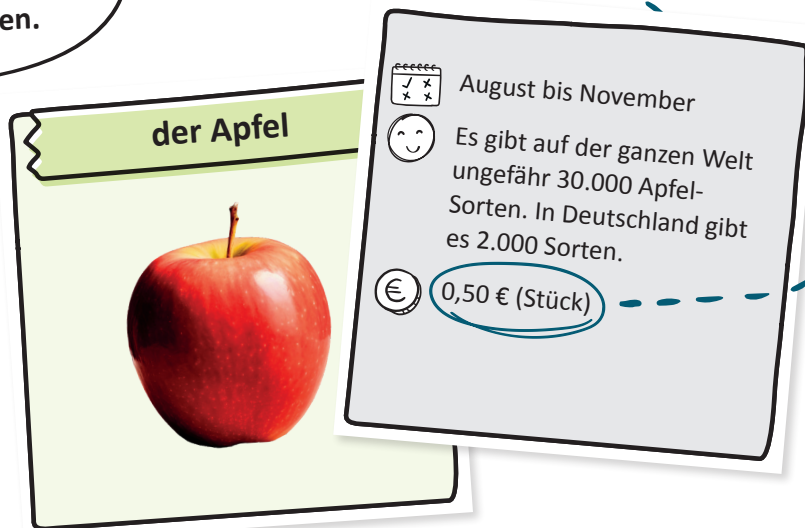 en.
der Apfel
August bis November
Es gibt auf der ganzen Welt
ungefähr 30.000 Apfel-
Sorten. In Deutschland gibt
es 2.000 Sorten.
€ 0,50 € (Stück)